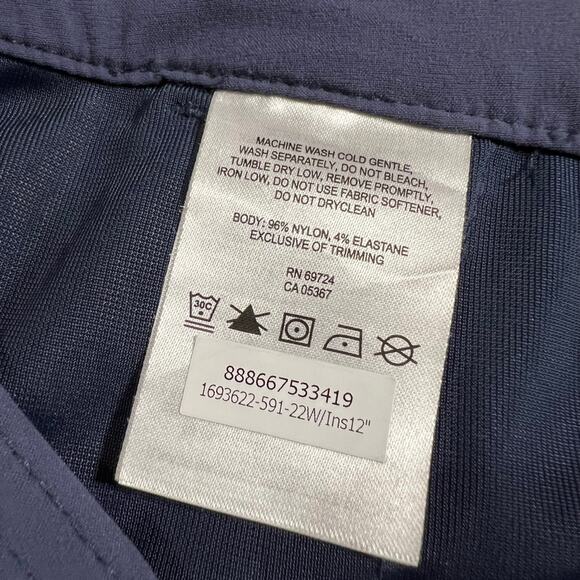 MACHINE WASH COLD GENTLE,
WASH SEPARATELY, DO NOT BLEACH,
TUMBLE DRY LOW, REMOVE PROMPTLY,
IRON LOW, DO NOT USE FABRIC SOFTENER,
DO NOT DRYCLEAN
BODY: 96% NYLON, 4% ELASTANE
EXCLUSIVE OF TRIMMING
RN 69724
CA 05367
30C
888667533419
1693622-591-22W/Ins12"